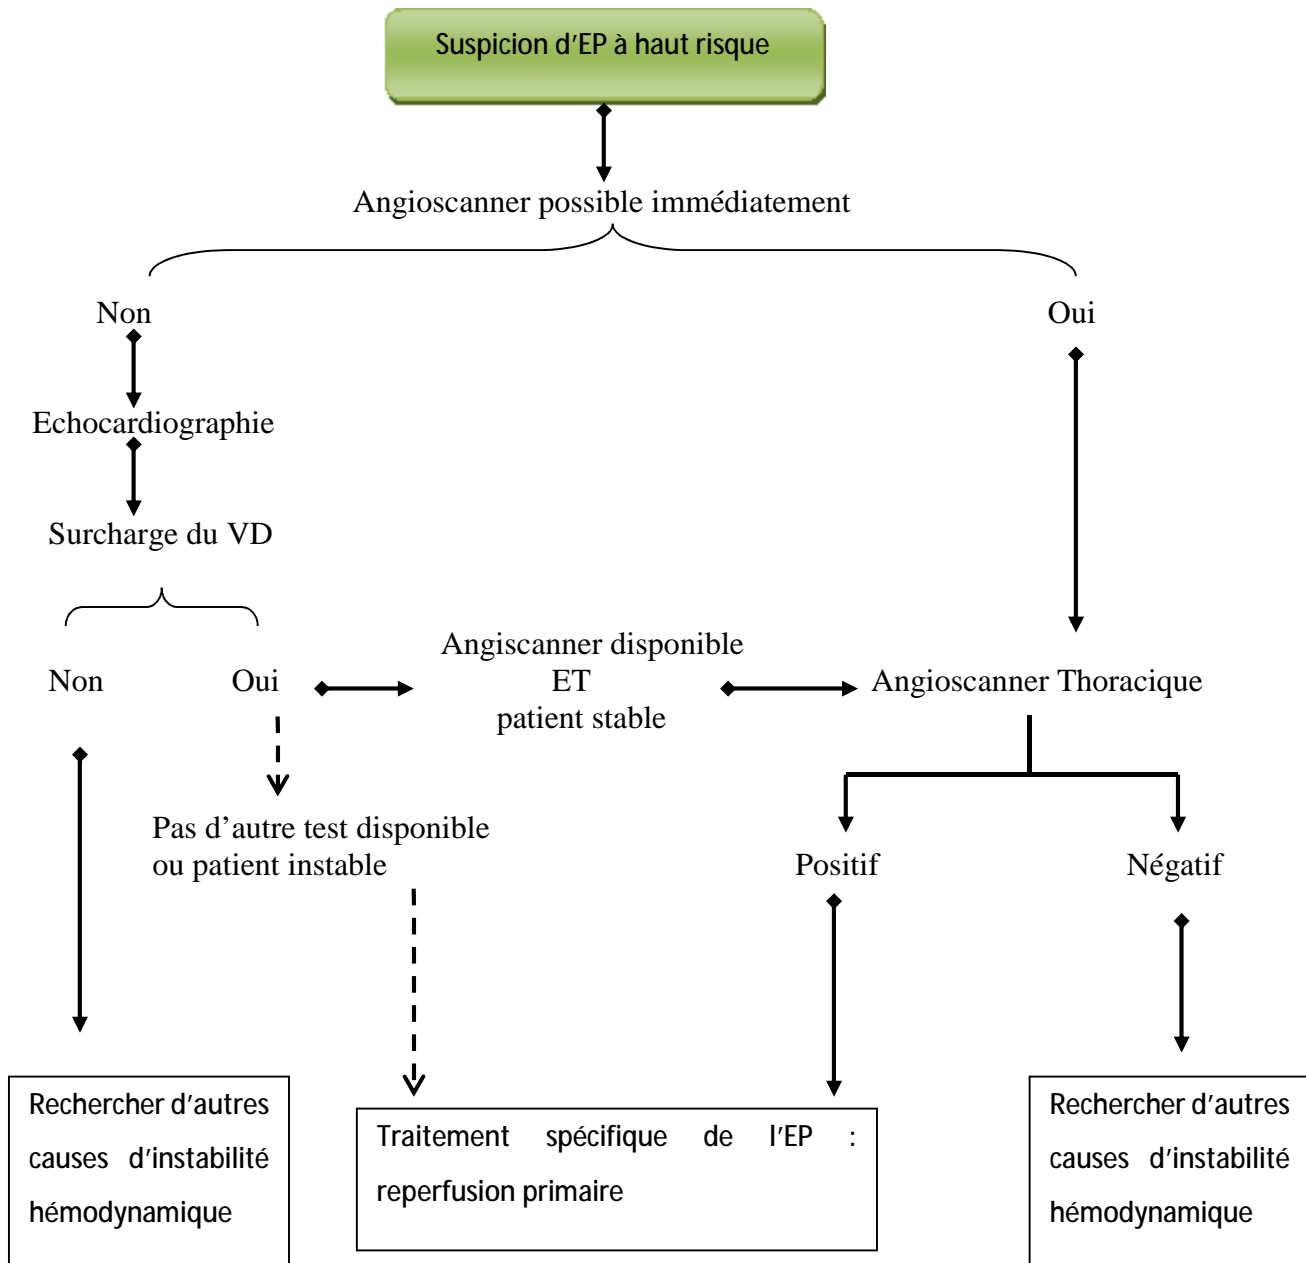 Suspicion d'EP à haut risque
Angioscanner possible immédiatement
Non
Oui
Echocardiographie
Surcharge du VD
Non
Oui
Angiscanner disponible
ET
patient stable
Angioscanner Thoracique
Pas d'autre test disponible
ou patient instable
Positif
Négatif
Rechercher d'autres
causes d'instabilité
hémodynamique
Traitement spécifique de l'EP :
reperfusion primaire
Rechercher d'autres
causes d'instabilité
hémodynamique